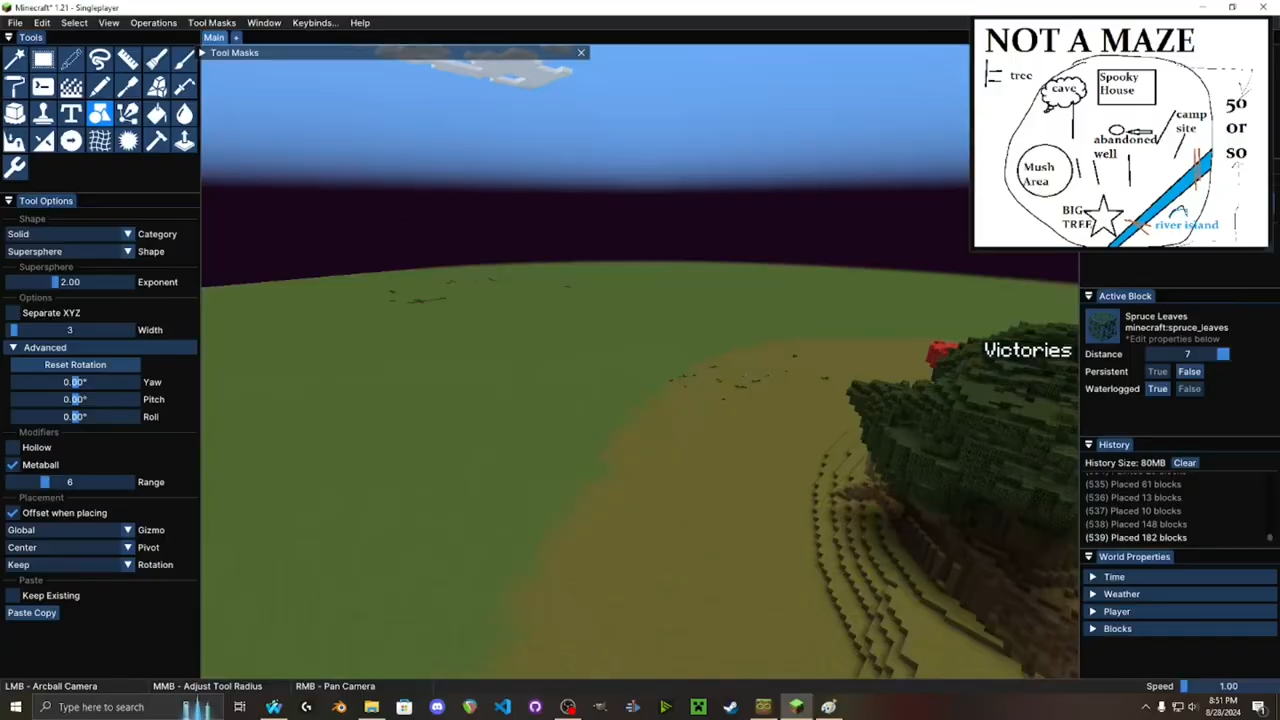 Minecraft* 1.21 - Singleplayer
File Edit Select View Operations Tool Masks Window Keybinds... Help
Tools
Main +
Tool Masks
NOT A MAZE
tree
cave
Spooky
House
50
or
so
camp
site
abandoned
well
Mush
Area
BIG
TREE
river island
Tool Options
Shape
Solid Category
Supersphere Shape
Supersphere
2.00 Exponent
Options
Separate XYZ
3 Width
Advanced
Reset Rotation
0.00° Yaw
0.00° Pitch
0.00° Roll
Modifiers
Hollow
Metaball
6 Range
Placement
Offset when placing
Global Gizmo
Center Pivot
Keep Rotation
Paste
Keep Existing
Paste Copy
Victories
Active Block
Spruce Leaves
minecraft:spruce_leaves
*Edit properties below
Distance 7
Persistent True False
Waterlogged True False
History
History Size: 80MB Clear
(535) Placed 61 blocks
(536) Placed 13 blocks
(537) Placed 10 blocks
(538) Placed 148 blocks
(539) Placed 182 blocks
World Properties
Time
Weather
Player
Blocks
LMB - Arcball Camera MMB - Adjust Tool Radius RMB - Pan Camera Speed 1.00
Type here to search
8:51 PM
8/28/2024